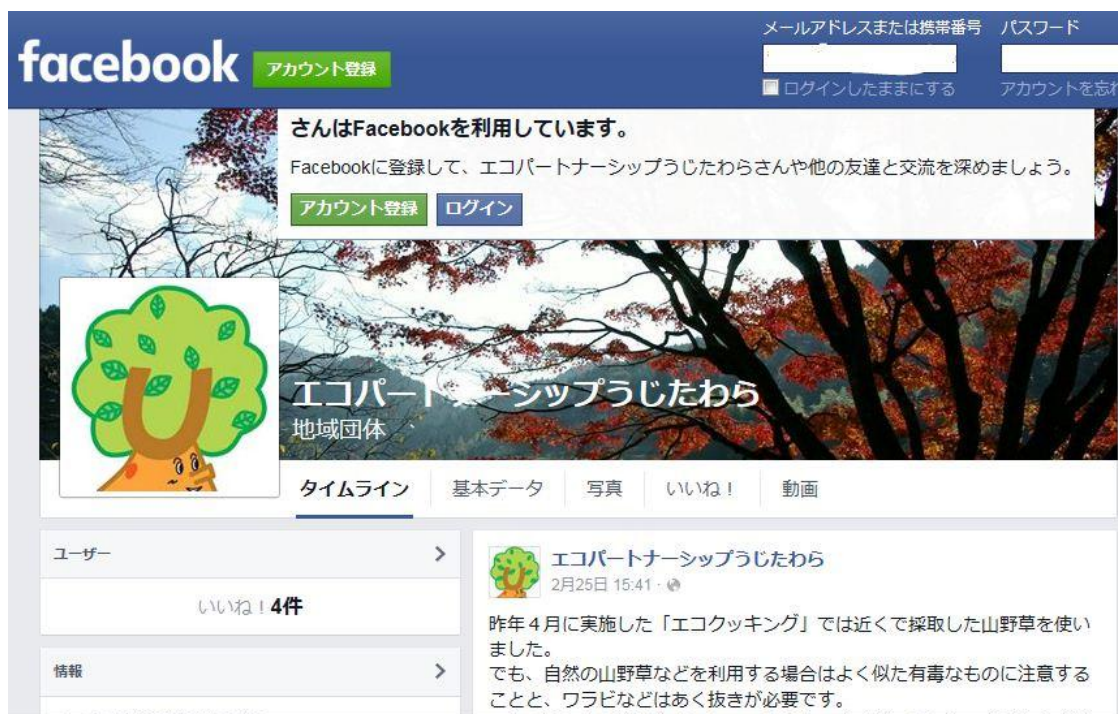 facebook
アカウント登録
メールアドレスまたは携帯番号
パスワード
ログインしたままにする
アカウントを忘れ
さんはFacebookを利用しています。
Facebookに登録して、エコパートナーシップうじたわらさんや他の友達と交流を深めましょう。
アカウント登録
ログイン
エコパートナーシップうじたわら
地域団体
タイムライン
基本データ
写真
いいね!
動画
ユーザー
いいね!4件
情報
エコパートナーシップうじたわら
2月25日 15:41 ·
昨年4月に実施した「エコクッキング」では近くで採取した山野草を使い
ました。
でも、自然の山野草などを利用する場合はよく似た有毒なものに注意する
ことと、ワラビなどはあく抜きが必要です。